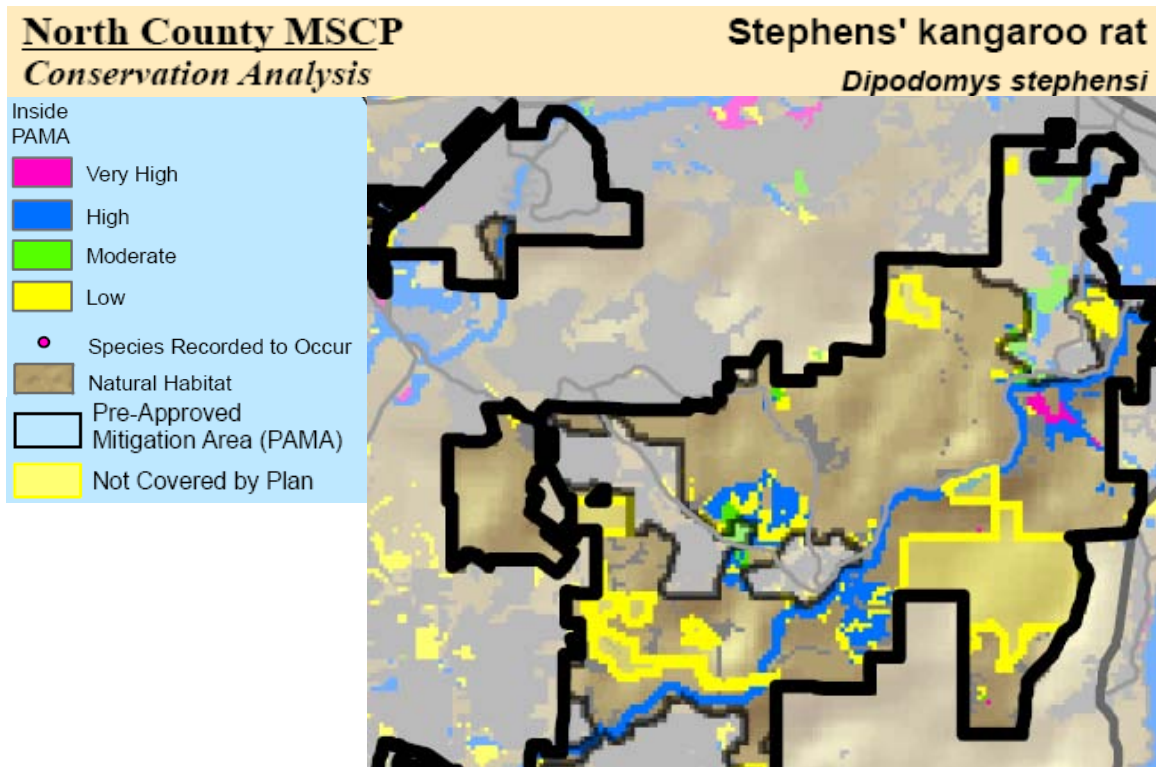 North County MSCP
Conservation Analysis
Stephens' kangaroo rat
Dipodomys stephensi
Inside
PAMA
Very High
High
Moderate
Low
Species Recorded to Occur
Natural Habitat
Pre-Approved
Mitigation Area (PAMA)
Not Covered by Plan